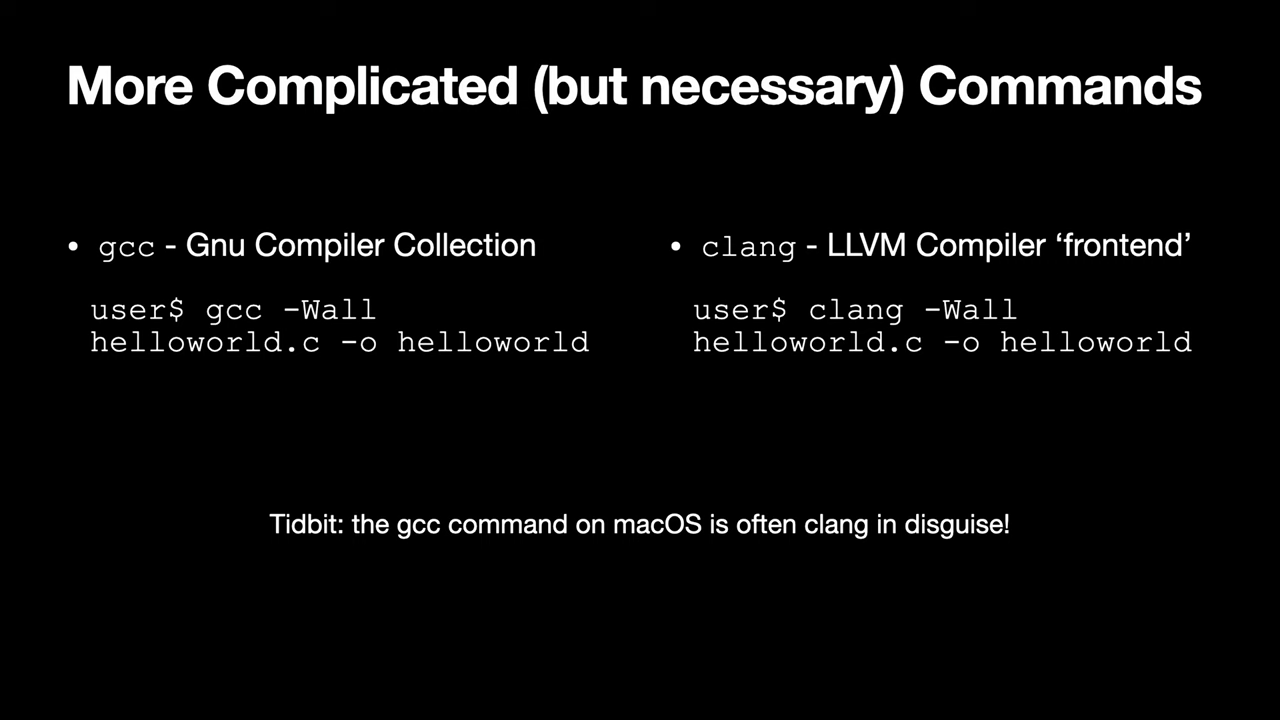 More Complicated (but necessary) Commands
• gcc - Gnu Compiler Collection
user$ gcc -Wall
helloworld.c -o helloworld
• clang - LLVM Compiler ‘frontend’
user$ clang -Wall
helloworld.c -o helloworld
Tidbit: the gcc command on macOS is often clang in disguise!